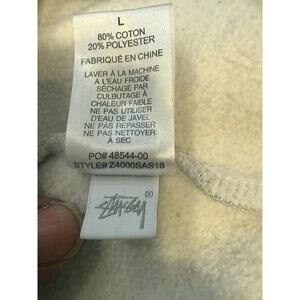 L
80% COTON
20% POLYESTER
FABRIQUÉ EN CHINE
LAVER À LA MACHINE
A L'EAU FROIDE
SÉCHAGE PAR
CULBUTAGE À
CHALEUR FAIBLE
NE PAS UTILISER
D'EAU DE JAVEL
NE PAS REPASSER
NE PAS NETTOYER
À SEC
PO# 48544-00
STYLE# Z4000SAS18
STÜSSY ®